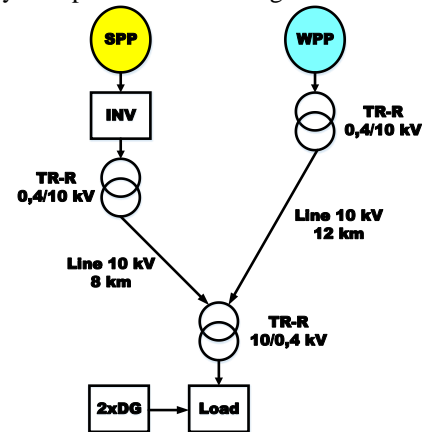 SPP
WPP
INV
TR-R
0,4/10 kV
TR-R
0,4/10 kV
Line 10 kV
12 km
Line 10 kV
8 km
TR-R
10/0,4 kV
2xDG
Load